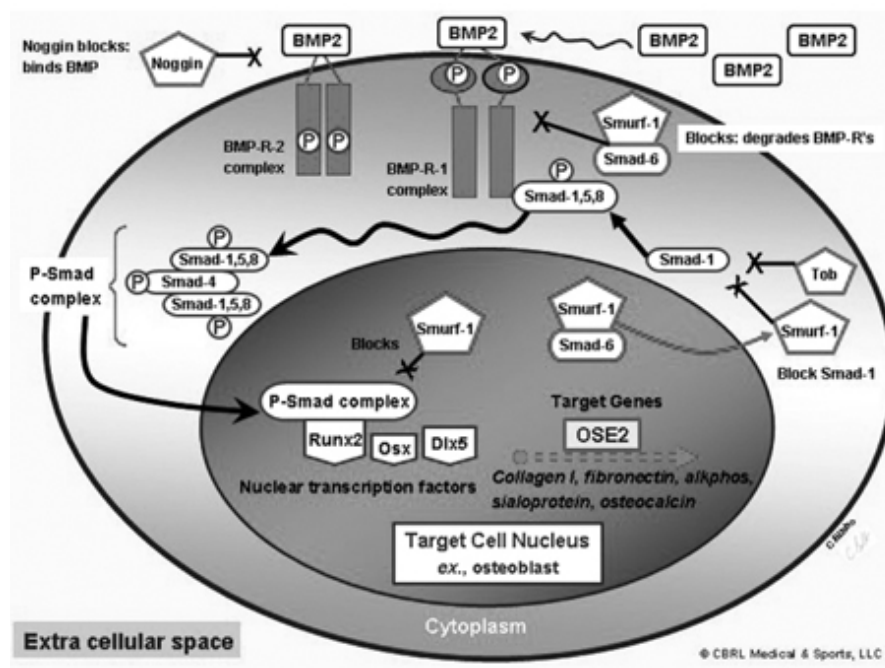 Noggin blocks:
binds BMP
Noggin
BMP2
BMP2
BMP2
BMP2
BMP2
P
P
P
P
BMP-R-2
complex
BMP-R-1
complex
Smurf-1
Smad-6
Blocks: degrades BMP-R's
P
Smad-1,5,8
Smad-1
Tob
Smurf-1
Block Smad-1
P-Smad
complex
P
Smad-1,5,8
P
Smad-4
Smad-1,5,8
P
Smurf-1
Blocks
Smurf-1
Smad-6
P-Smad complex
Runx2
Osx
Dlx5
Nuclear transcription factors
Target Genes
OSE2
Collagen I, fibronectin, alkphos,
sialoprotein, osteocalcin
Target Cell Nucleus
ex., osteoblast
Cytoplasm
Extra cellular space
© CBRL Medical & Sports, LLC